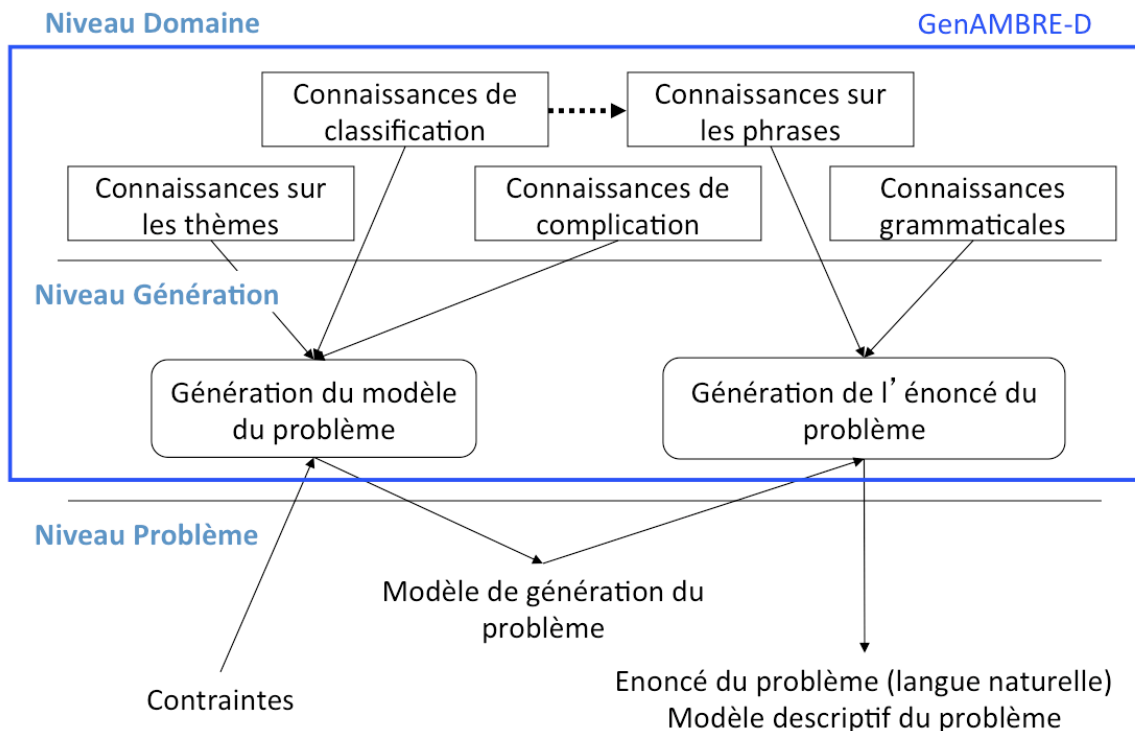 Niveau Domaine
GenAMBRE-D
Connaissances de
classification
Connaissances sur
les phrases
Connaissances sur
les thèmes
Connaissances de
complication
Connaissances
grammaticales
Niveau Génération
Génération du modèle
du problème
Génération de l’ énoncé du
problème
Niveau Problème
Modèle de génération du
problème
Contraintes
Enoncé du problème (langue naturelle)
Modèle descriptif du problème